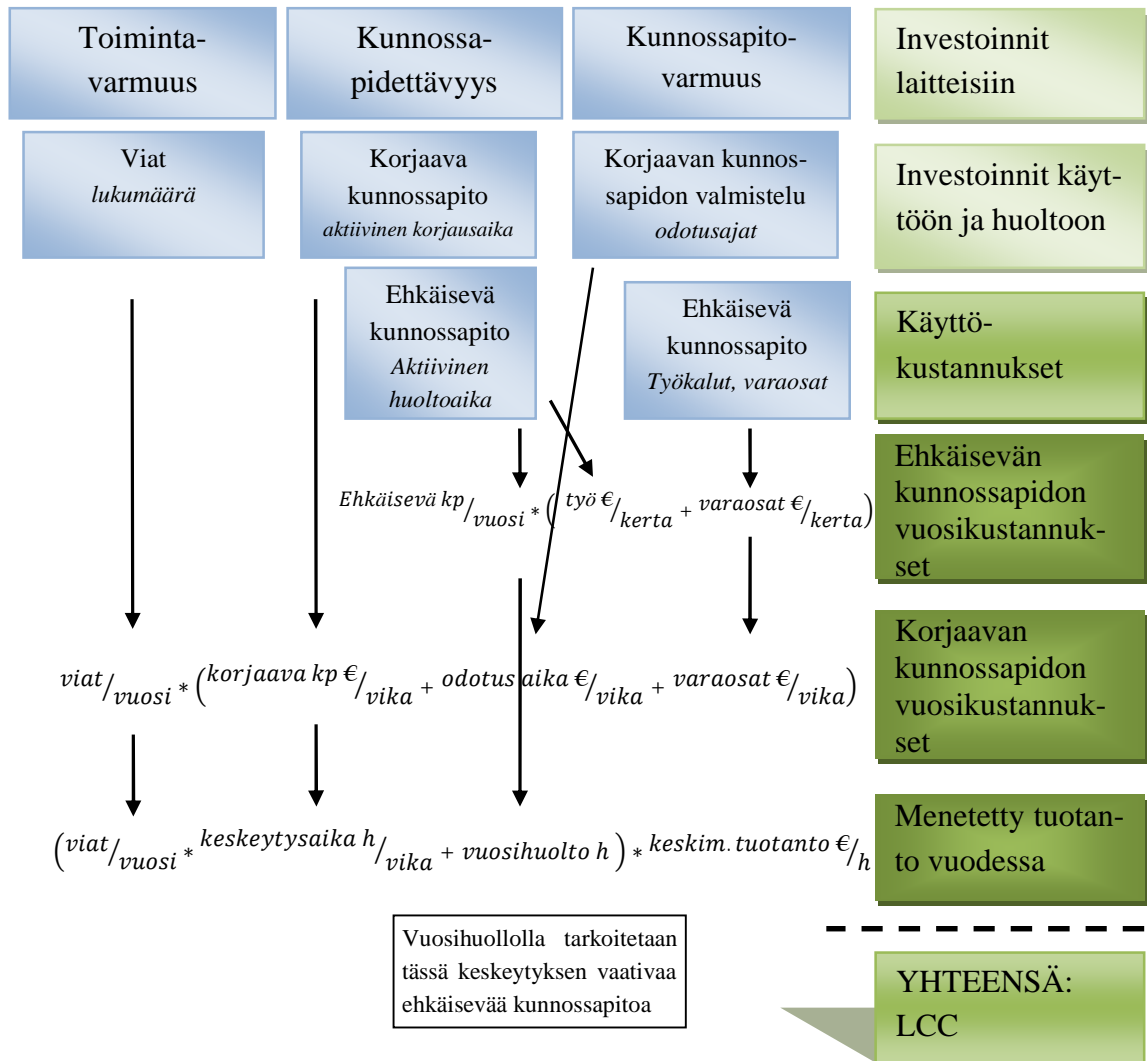 Toiminta-
varmuus
Kunnossa-
pidettävyys
Kunnossapito-
varmuus
Investoinnit
laitteisiin
Viat
lukumäärä
Korjaava
kunnossapito
aktiivinen korjausaika
Korjaavan kunnos-
sapidon valmistelu
odotusajat
Investoinnit käyt-
töön ja huoltoon
Ehkäisevä
kunnossapito
Aktiivinen
huoltoaika
Ehkäisevä
kunnossapito
Työkalut, varaosat
Käyttö-
kustannukset
Ehkäisevä kp/vuosi * (työ €/kerta + varaosat €/kerta)
Ehkäisevän
kunnossapidon
vuosikustannuk-
set
viat/vuosi * (korjaava kp €/vika + odotusaika €/vika + varaosat €/vika)
Korjaavan
kunnossapidon
vuosikustannuk-
set
(viat/vuosi * keskeytysaika h/vika + vuosihuolto h) * keskim. tuotanto €/h
Menetetty tuotan-
to vuodessa
Vuosihuollolla tarkoitetaan
tässä keskeytyksen vaativaa
ehkäisevää kunnossapitoa
YHTEENSÄ:
LCC